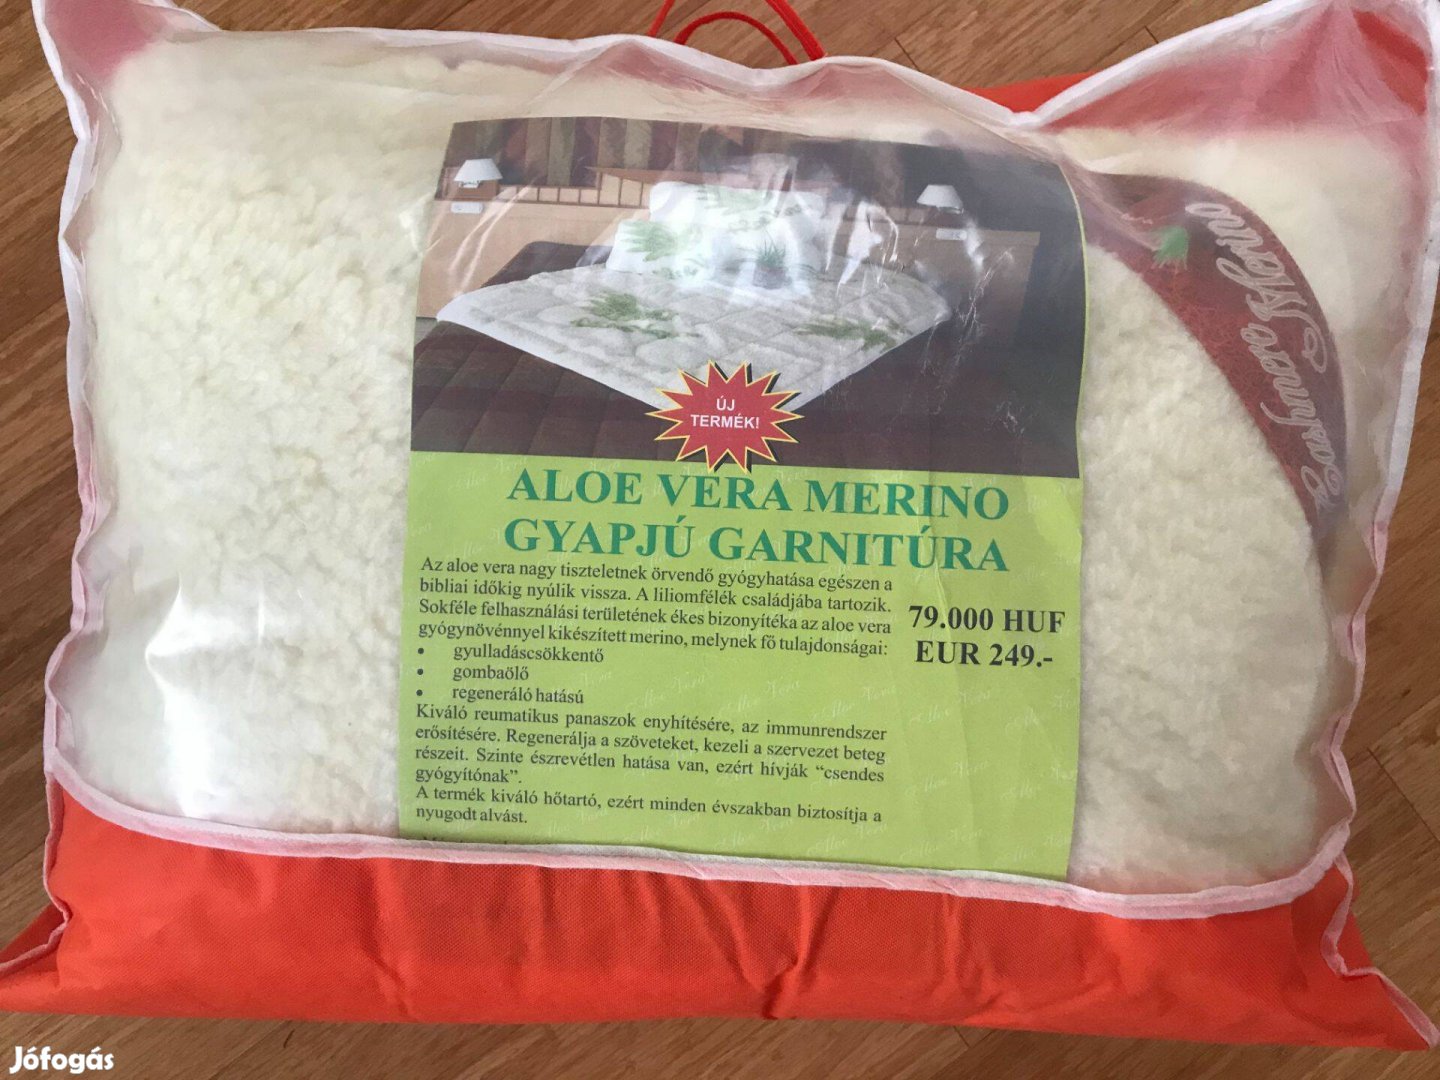 Cashmere Merino
ÚJ
TERMÉK!
ALOE VERA MERINO
GYAPJÚ GARNITÚRA
Az aloe vera nagy tiszteletnek örvendő gyógyhatása egészen a
bibliai időkig nyúlik vissza. A liliomfélék családjába tartozik.
Sokféle felhasználási területének ékes bizonyítéka az aloe vera
gyógynövénnyel kikészített merino, melynek fő tulajdonságai:
• gyulladáscsökkentő
• gombaölő
• regeneráló hatású
Kiváló reumatikus panaszok enyhítésére, az immunrendszer
erősítésére. Regenerálja a szöveteket, kezeli a szervezet beteg
részeit. Szinte észrevétlen hatása van, ezért hívják “csendes
gyógyítónak”.
A termék kiváló hőtartó, ezért minden évszakban biztosítja a
nyugodt alvást.
79.000 HUF
EUR 249.-
Jófogás